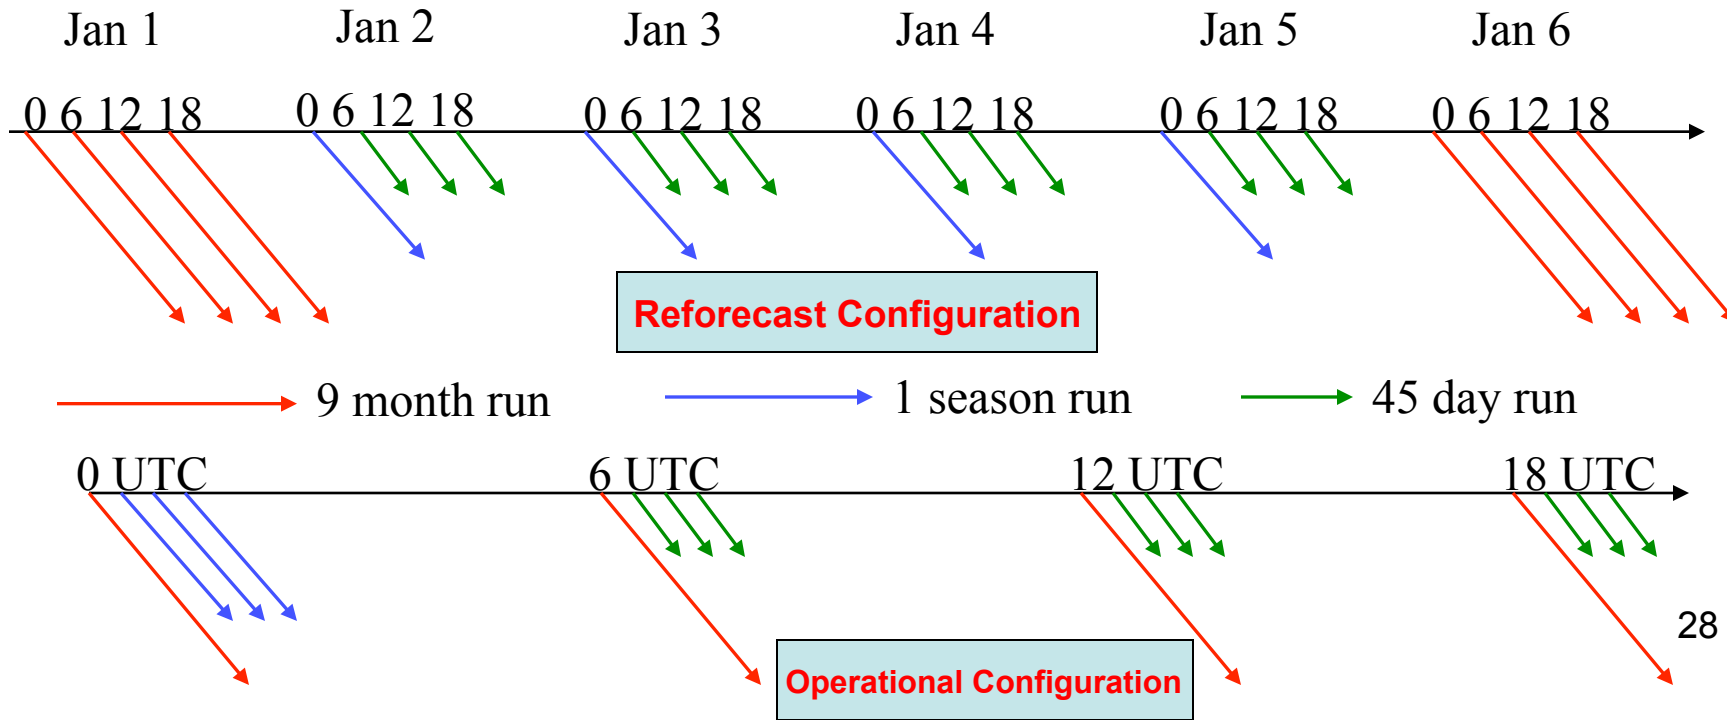 Jan 1 Jan 2 Jan 3 Jan 4 Jan 5 Jan 6
0 6 12 18 0 6 12 18 0 6 12 18 0 6 12 18 0 6 12 18 0 6 12 18
Reforecast Configuration
9 month run 1 season run 45 day run
0 UTC 6 UTC 12 UTC 18 UTC
28
Operational Configuration